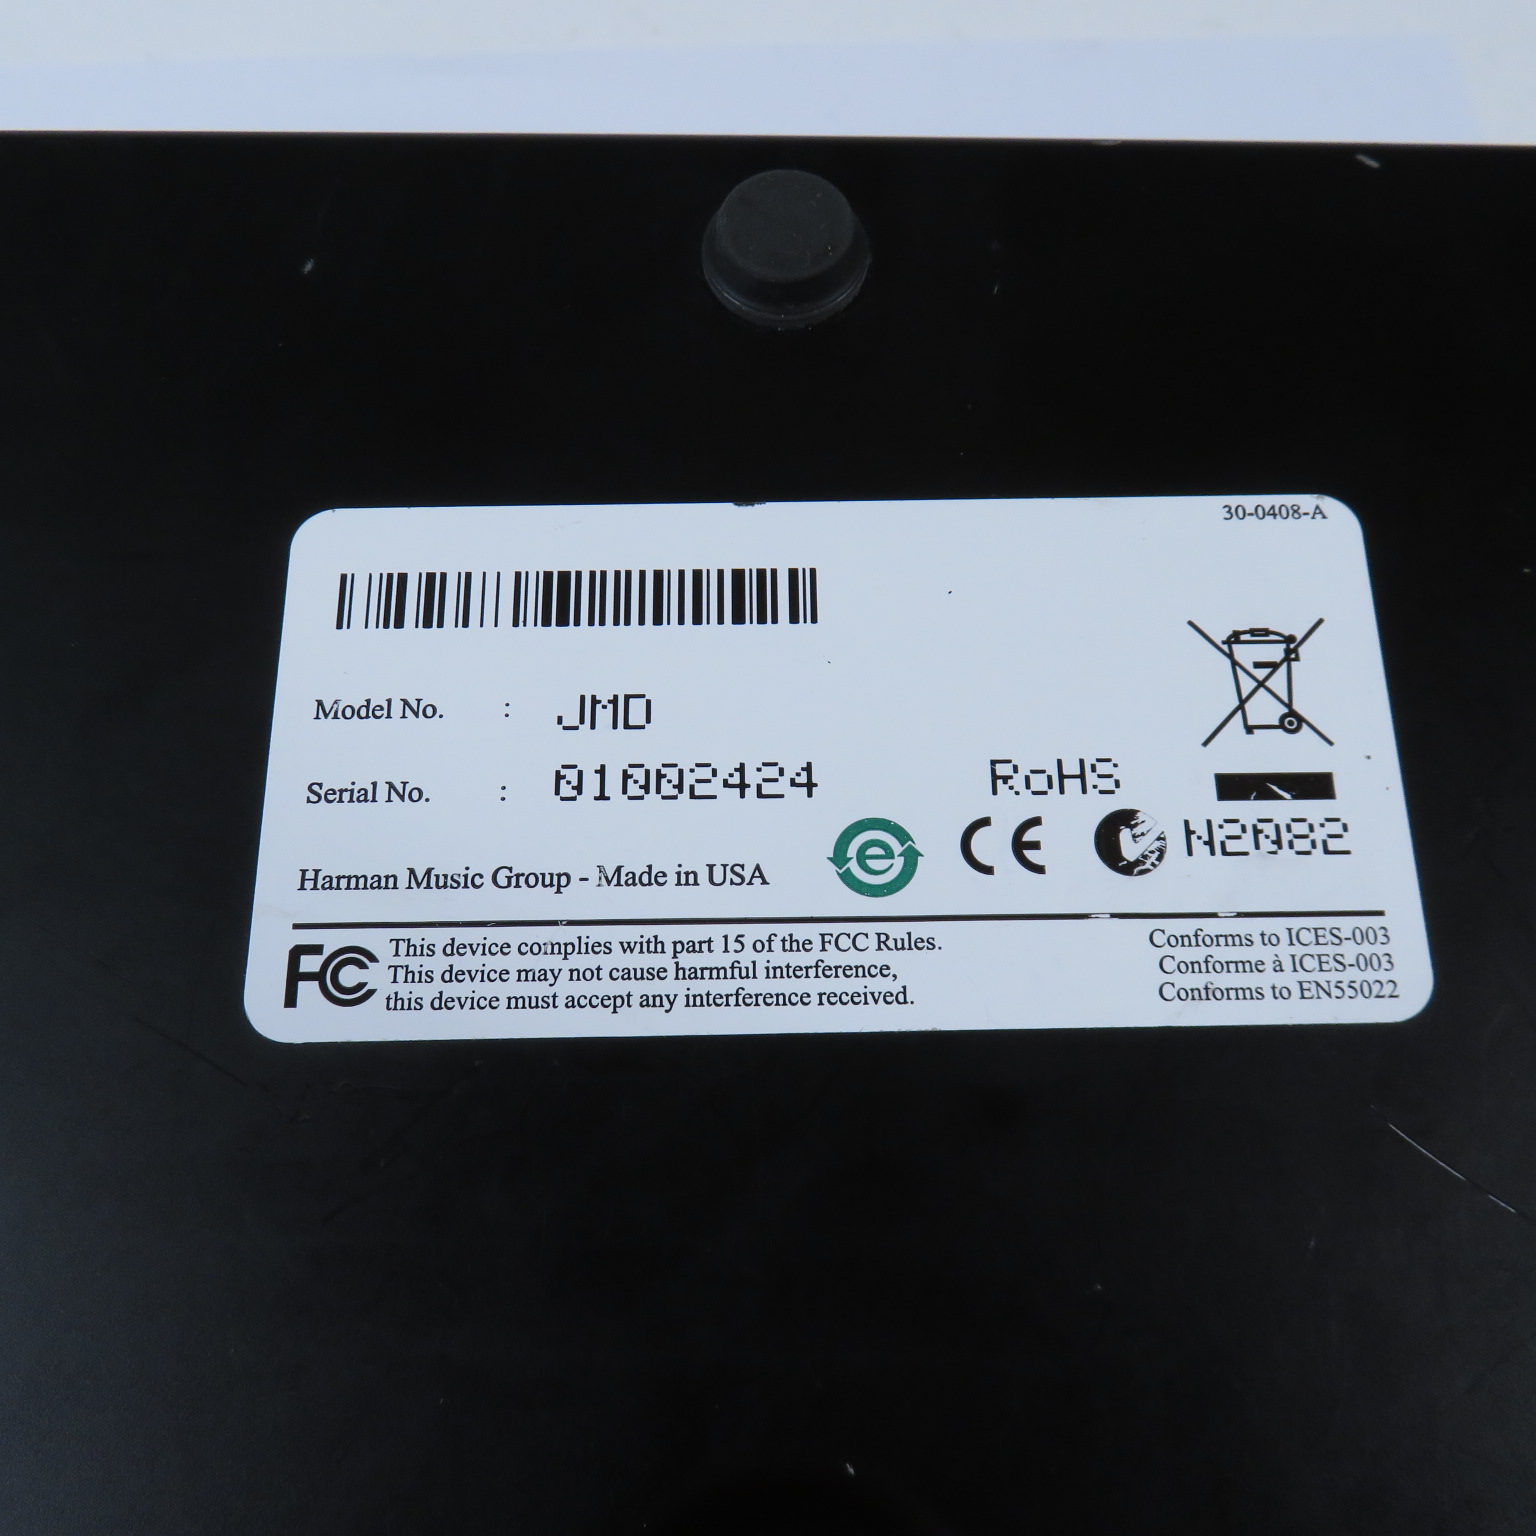 30-0408-A
Model No. : JMD
Serial No. : 01002424
RoHS
e CE N2082
Harman Music Group - Made in USA
FC This device complies with part 15 of the FCC Rules.
This device may not cause harmful interference,
this device must accept any interference received.
Conforms to ICES-003
Conforme à ICES-003
Conforms to EN55022